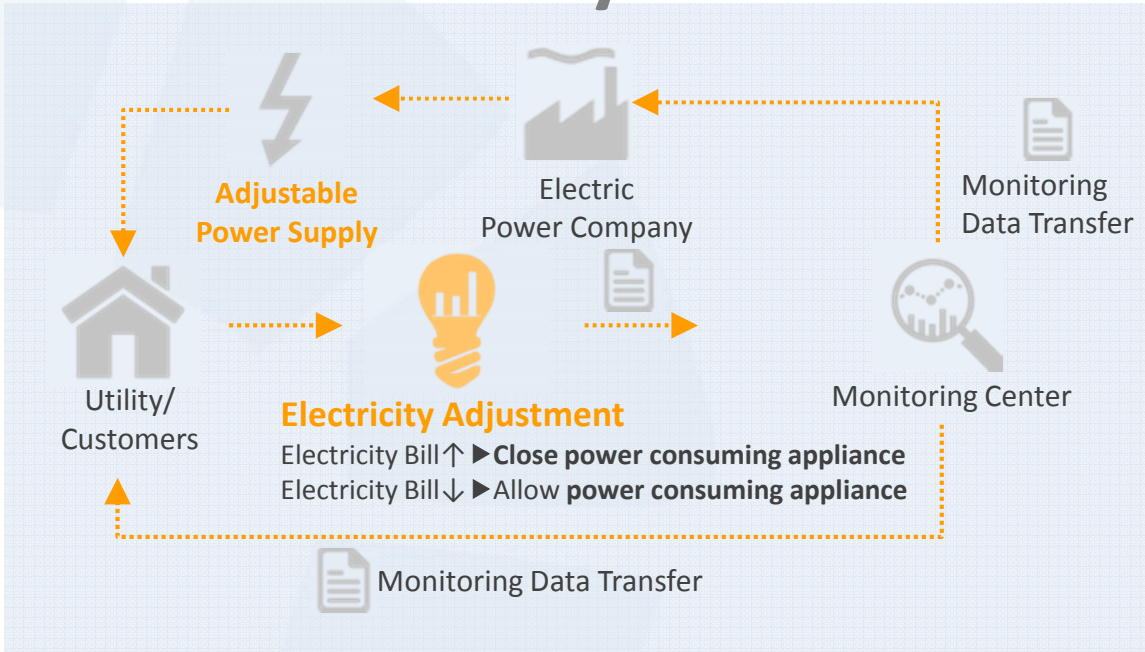 Adjustable
Power Supply
Electric
Power Company
Monitoring
Data Transfer
Utility/
Customers
Electricity Adjustment
Electricity Bill↑ ▶Close power consuming appliance
Electricity Bill↓ ▶Allow power consuming appliance
Monitoring Center
Monitoring Data Transfer